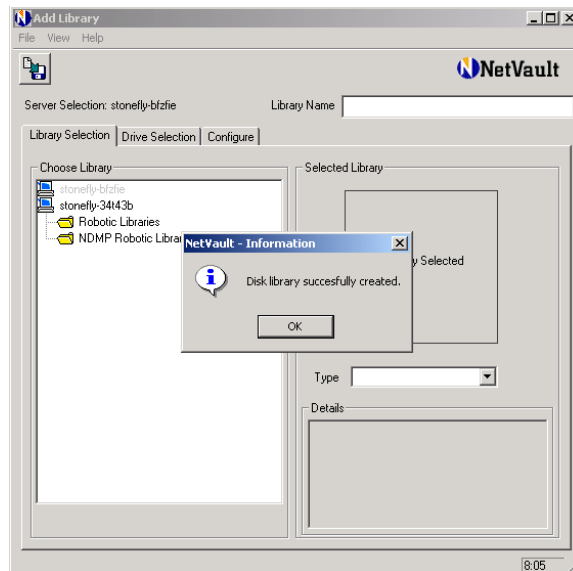 Add Library
File View Help
NetVault
Server Selection: stonefly-bfzfie
Library Name
Library Selection
Drive Selection
Configure
Choose Library
stonefly-bfzfie
stonefly-34t43b
Robotic Libraries
NDMP Robotic Librar
Selected Library
y Selected
NetVault - Information
Disk library succesfully created.
OK
Type
Details
8:05